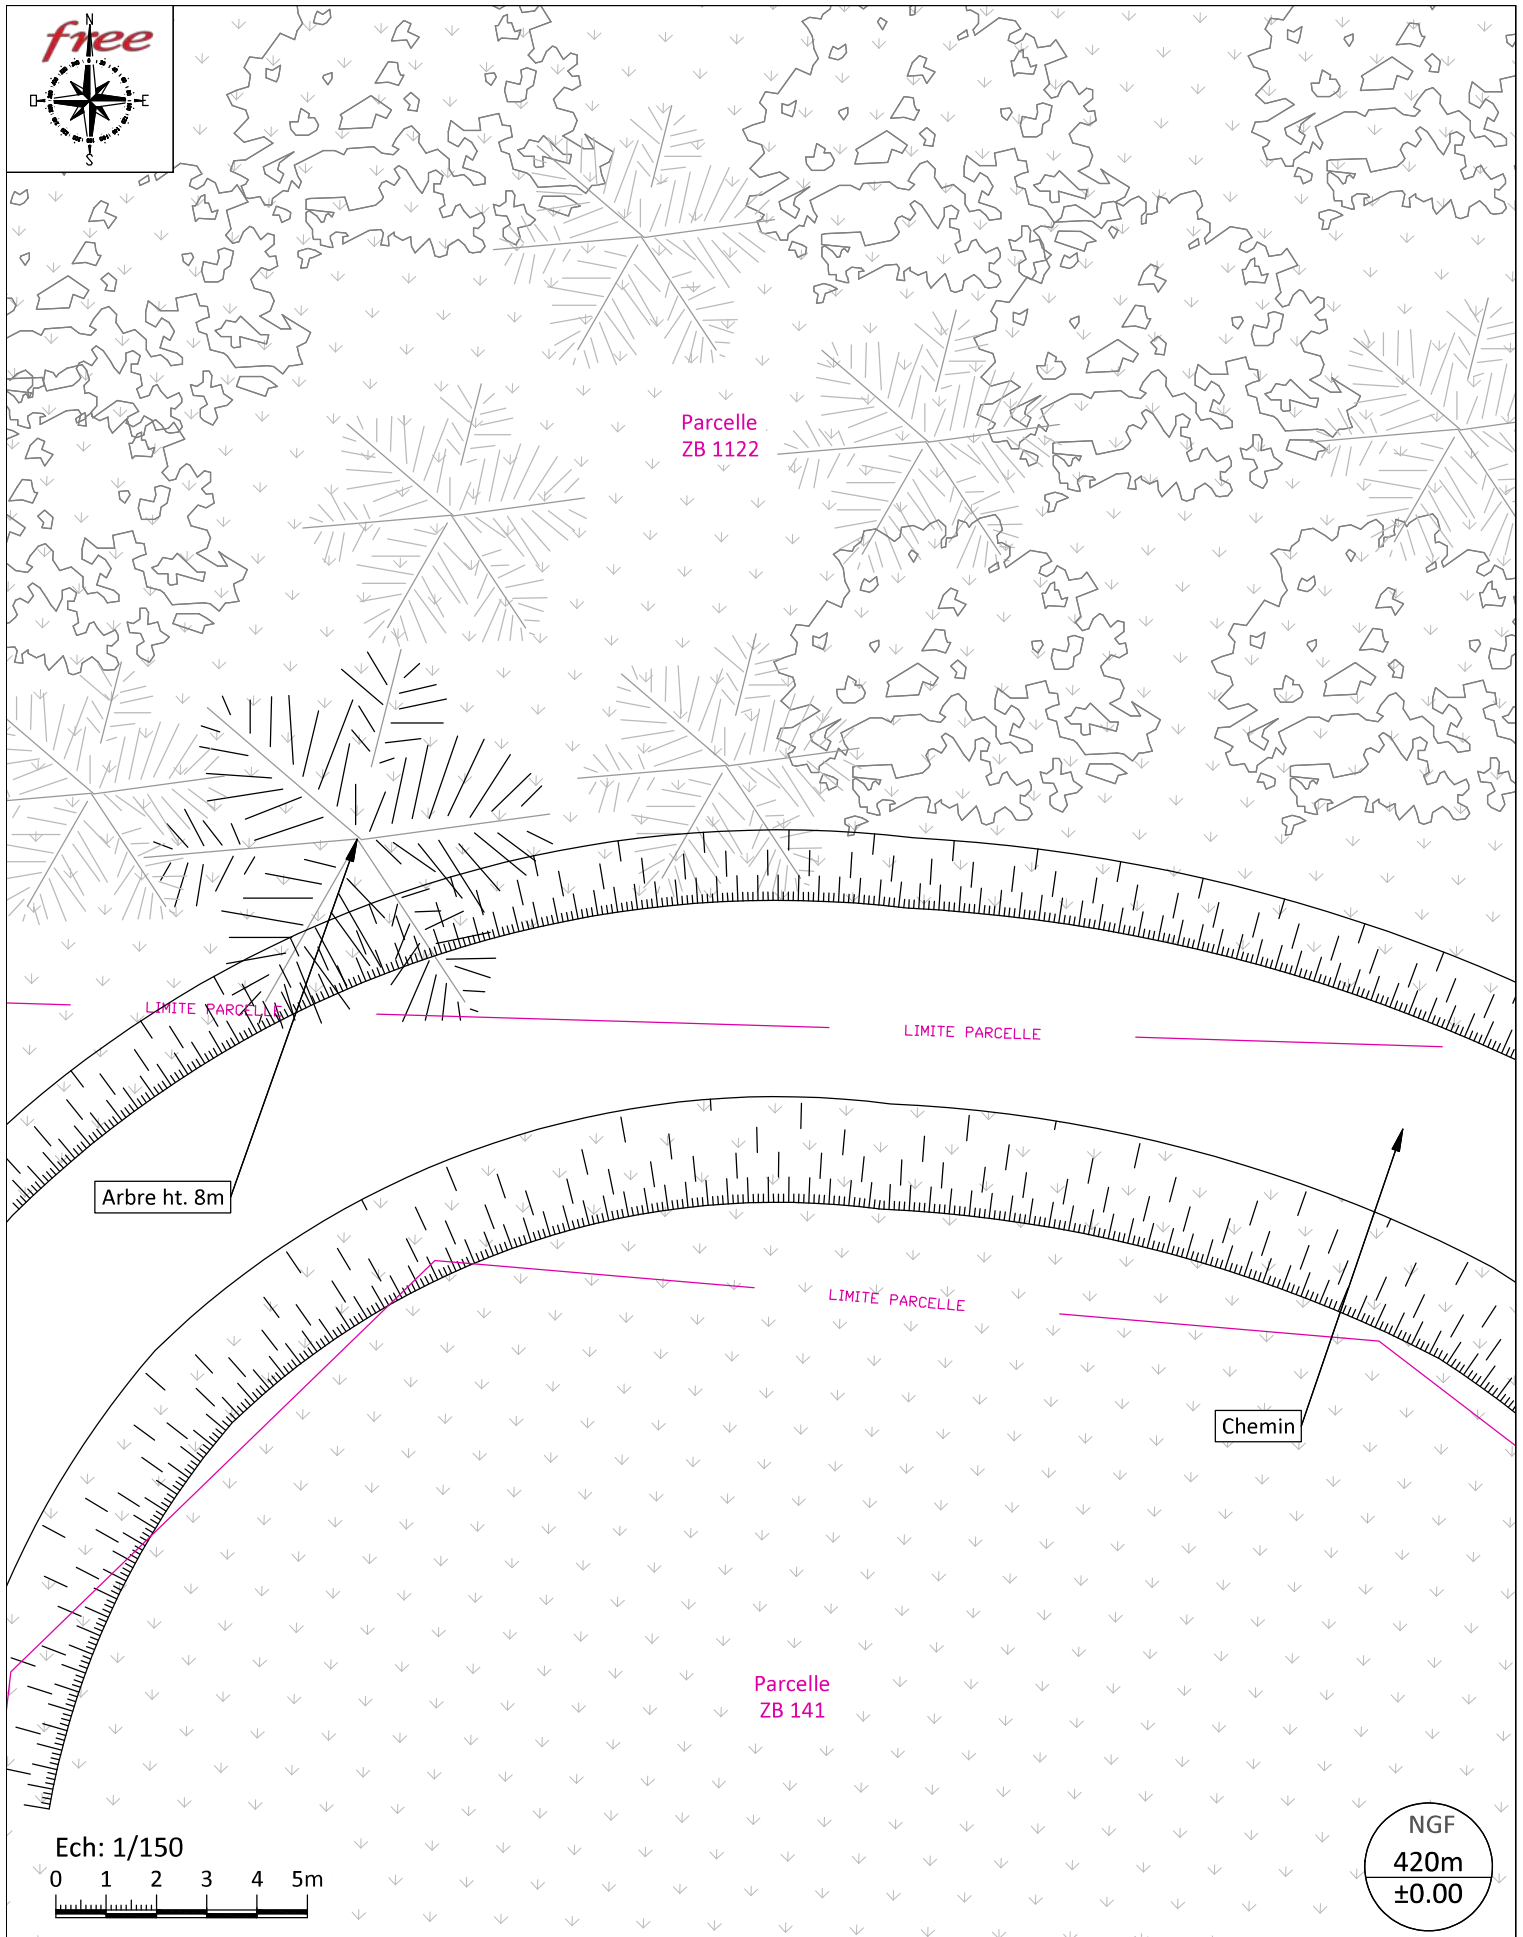 free
N
O E
S
Parcelle
ZB 1122
LIMITE PARCELLE
LIMITE PARCELLE
Arbre ht. 8m
LIMITE PARCELLE
Chemin
Parcelle
ZB 141
Ech: 1/150
0 1 2 3 4 5m
NGF
420m
±0.00